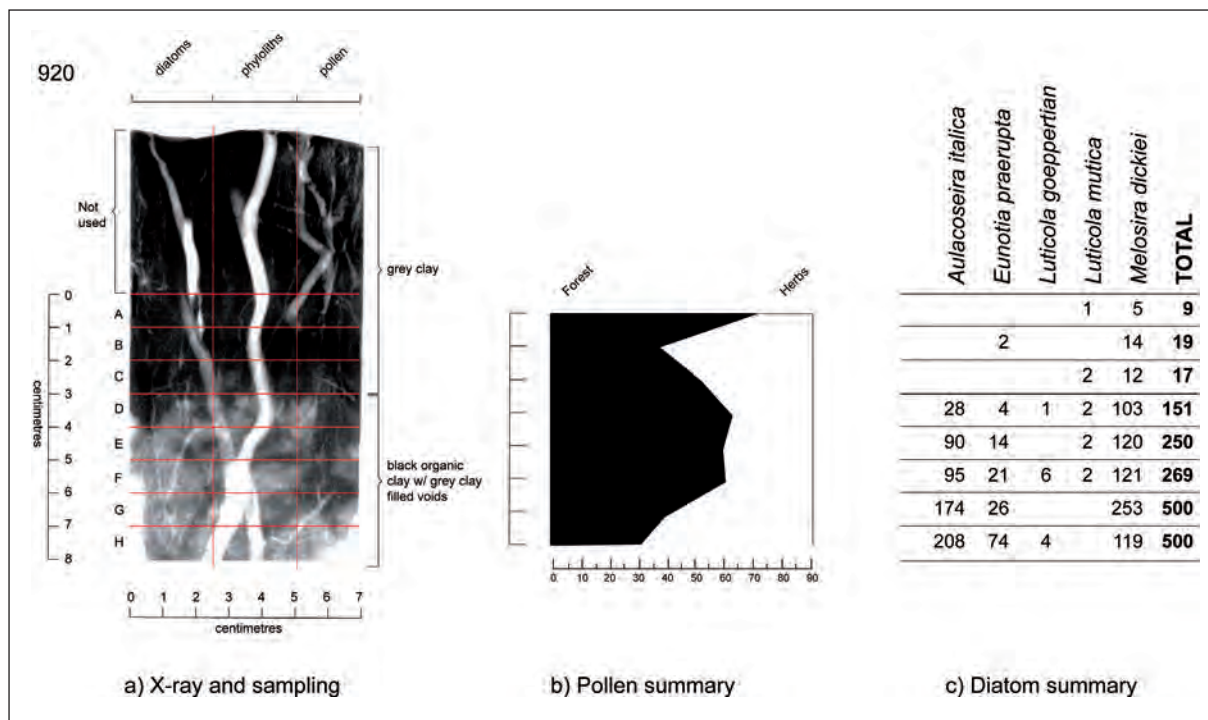 920
diatoms
phyloliths
pollen
Not
used
grey clay
black organic
clay w/ grey clay
filled voids
0
1
2
3
4
5
6
7
8
centimetres
A
B
C
D
E
F
G
H
0 1 2 3 4 5 6 7
centimetres
a) X-ray and sampling
Forest
Herbs
0 10 20 30 40 50 60 70 80 90
b) Pollen summary
Aulacoseira italica
Eunotia praerupta
Luticola goeppertian
Luticola mutica
Melosira dickiei
TOTAL
1 5 9
2 14 19
2 12 17
28 4 1 2 103 151
90 14 2 120 250
95 21 6 2 121 269
174 26 253 500
208 74 4 119 500
c) Diatom summary